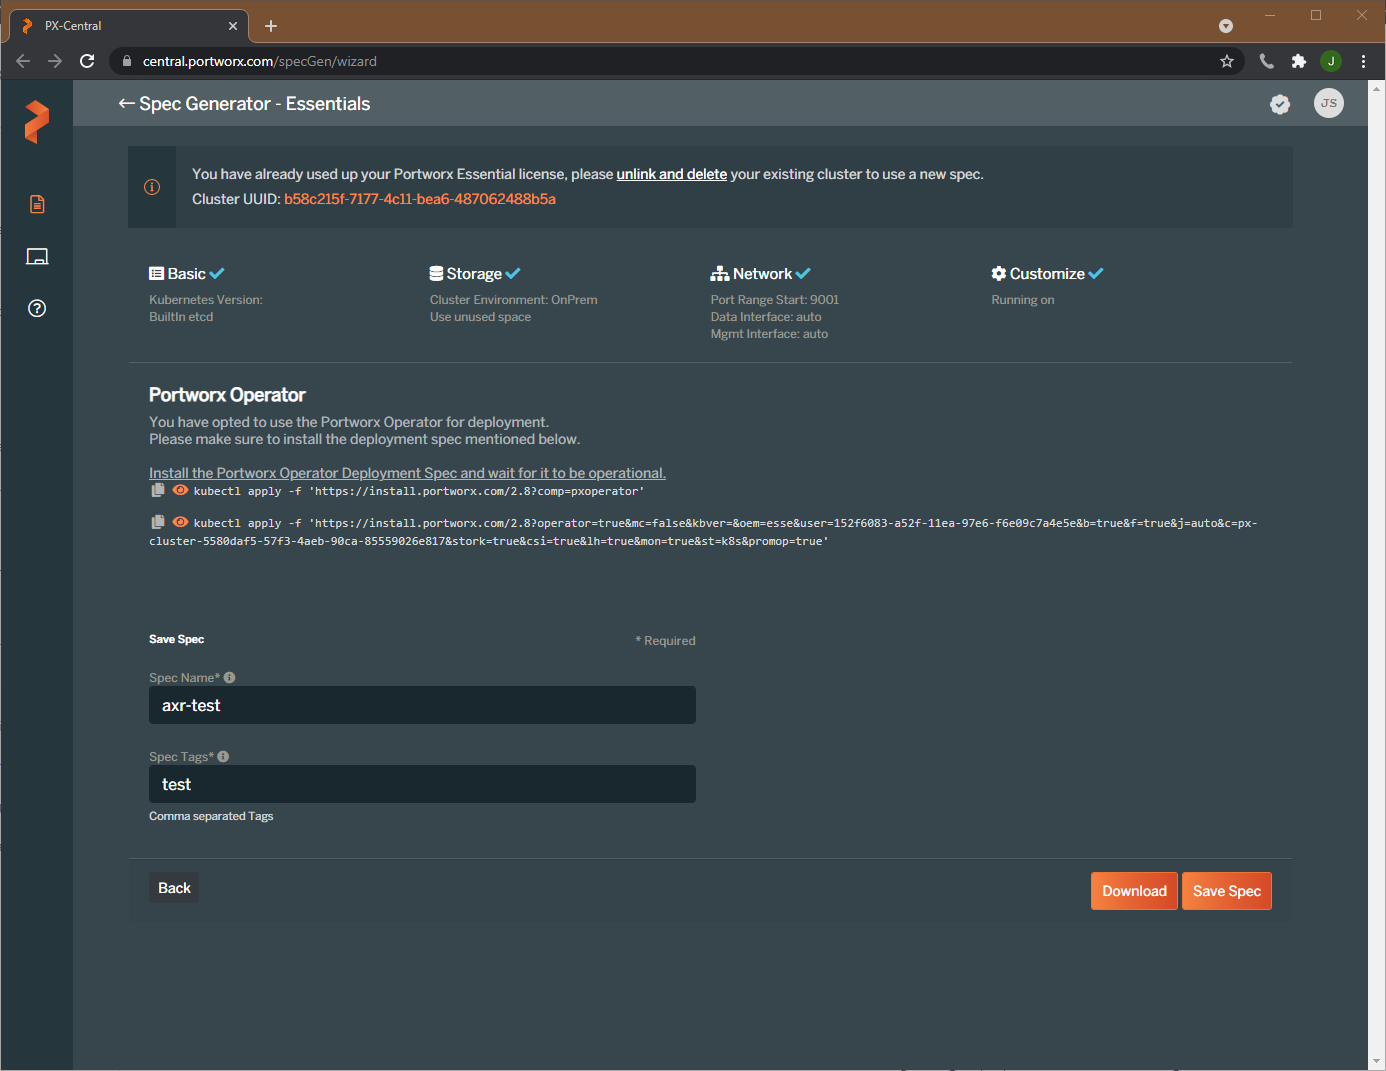 PX-Central
central.portworx.com/specGen/wizard
J
Spec Generator - Essentials
JS
You have already used up your Portworx Essential license, please unlink and delete your existing cluster to use a new spec.
Cluster UUID: b58c215f-7177-4c11-bea6-487062488b5a
Basic
Kubernetes Version:
BuiltIn etcd
Storage
Cluster Environment: OnPrem
Use unused space
Network
Port Range Start: 9001
Data Interface: auto
Mgmt Interface: auto
Customize
Running on
Portworx Operator
You have opted to use the Portworx Operator for deployment.
Please make sure to install the deployment spec mentioned below.
Install the Portworx Operator Deployment Spec and wait for it to be operational.
kubectl apply -f 'https://install.portworx.com/2.8?comp=pxoperator'
kubectl apply -f 'https://install.portworx.com/2.8?operator=true&mc=false&kbver=&oem=esse&user=152f6083-a52f-11ea-97e6-f6e09c7a4e5e&b=true&f=true&j=auto&c=px-
cluster-5580daf5-57f3-4aeb-90ca-85559026e817&stork=true&csi=true&lh=true&mon=true&st=k8s&promop=true'
Save Spec
* Required
Spec Name*
axr-test
Spec Tags*
test
Comma separated Tags
Back
Download
Save Spec